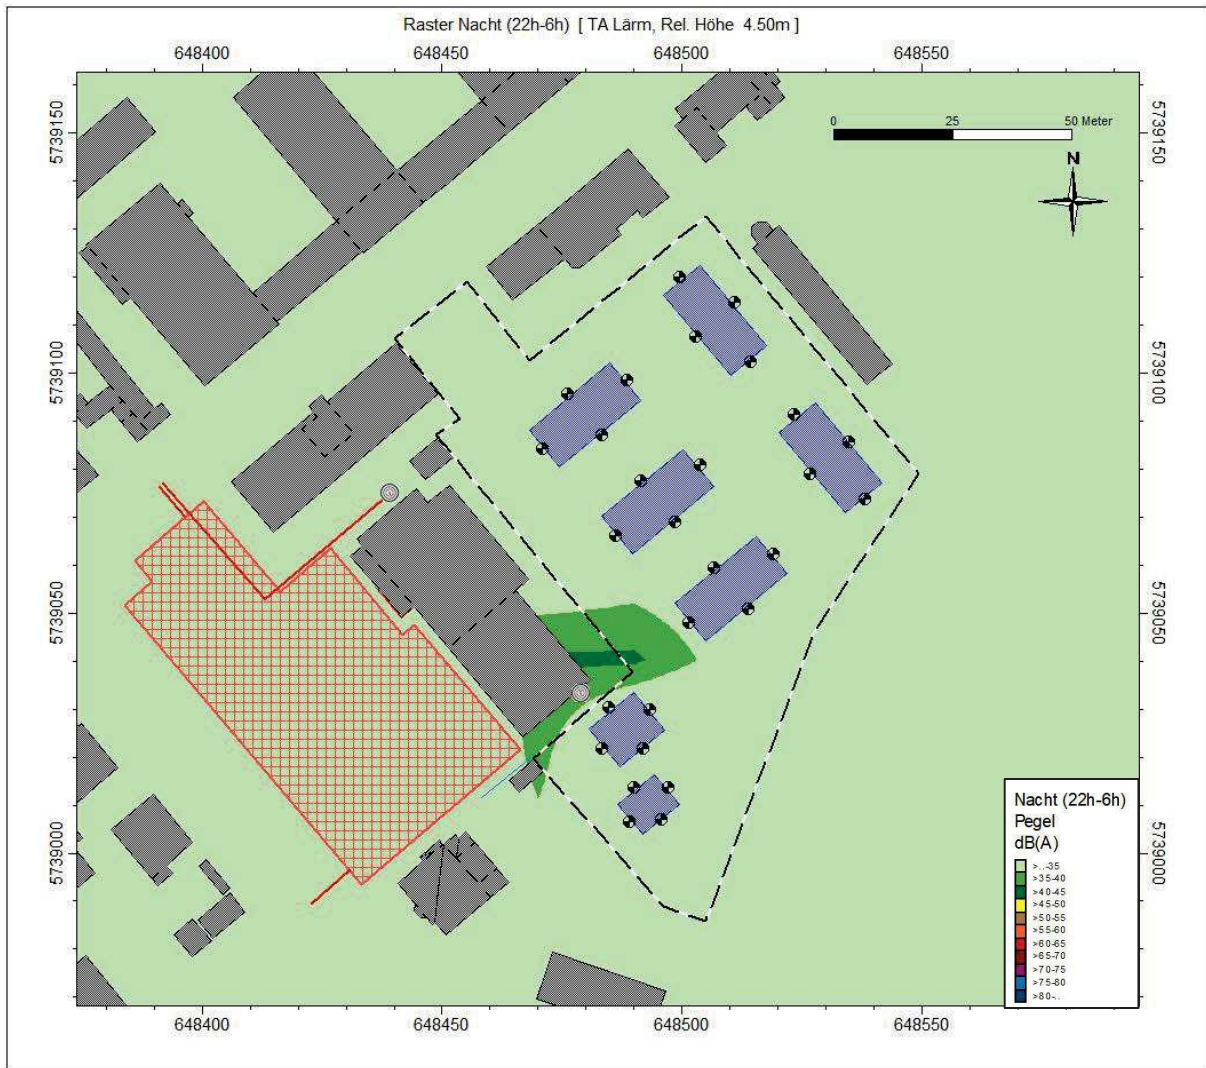 Raster Nacht (22h-6h) [ TA Lärm, Rel. Höhe 4.50m ]
648400 648450 648500 648550
5739150 5739150
0 25 50 Meter
N
5739100 5739100
5739050 5739050
5739000 5739000
Nacht (22h-6h)
Pegel
dB(A)
>..-35
>35-40
>40-45
>45-50
>50-55
>55-60
>60-65
>65-70
>70-75
>75-80
>80-..
648400 648450 648500 648550